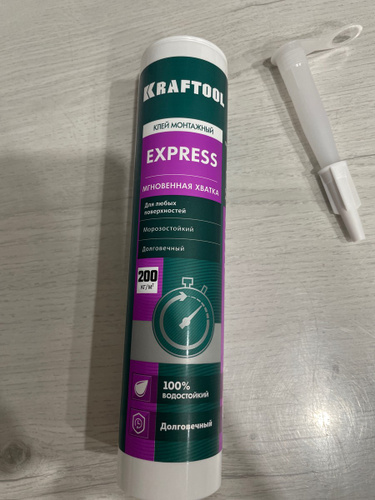 KRAFTOOL
КЛЕЙ МОНТАЖНЫЙ
EXPRESS
МГНОВЕННАЯ ХВАТКА
Для любых
поверхностей
Морозостойкий
Долговечный
200
КГ/М²
100%
ВОДОСТОЙКИЙ
Долговечный